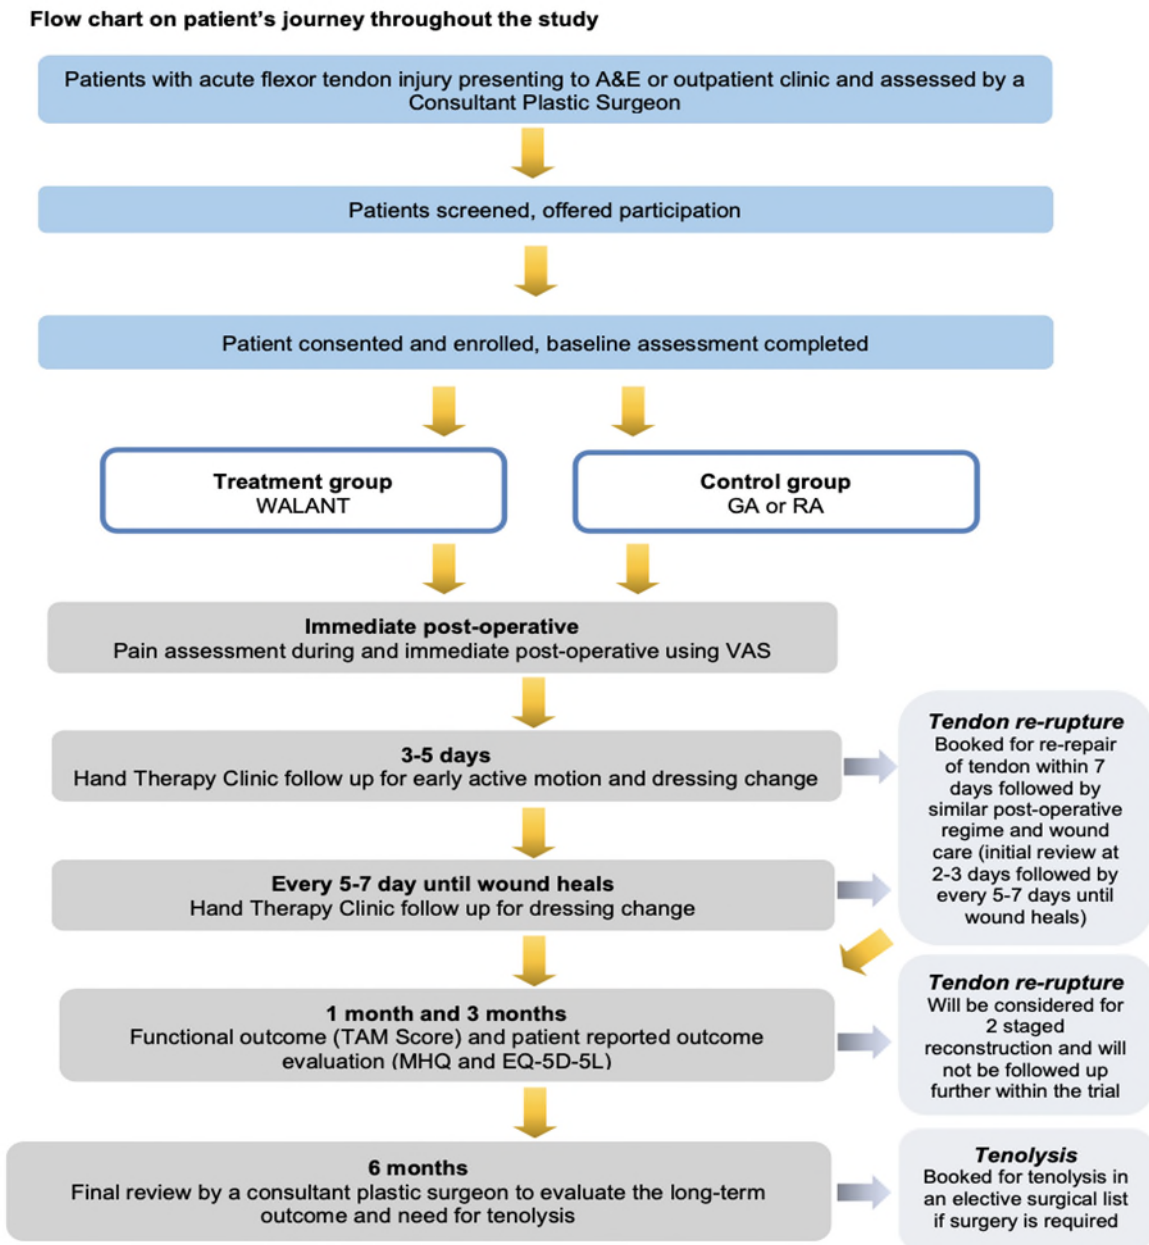 Flow chart on patient's journey throughout the study
Patients with acute flexor tendon injury presenting to A&E or outpatient clinic and assessed by a
Consultant Plastic Surgeon
Patients screened, offered participation
Patient consented and enrolled, baseline assessment completed
Treatment group
WALANT
Control group
GA or RA
Immediate post-operative
Pain assessment during and immediate post-operative using VAS
3-5 days
Hand Therapy Clinic follow up for early active motion and dressing change
Tendon re-rupture
Booked for re-repair
of tendon within 7
days followed by
similar post-operative
regime and wound
care (initial review at
2-3 days followed by
every 5-7 days until
wound heals)
Every 5-7 day until wound heals
Hand Therapy Clinic follow up for dressing change
1 month and 3 months
Functional outcome (TAM Score) and patient reported outcome
evaluation (MHQ and EQ-5D-5L)
Tendon re-rupture
Will be considered for
2 staged
reconstruction and will
not be followed up
further within the trial
6 months
Final review by a consultant plastic surgeon to evaluate the long-term
outcome and need for tenolysis
Tenolysis
Booked for tenolysis in
an elective surgical list
if surgery is required